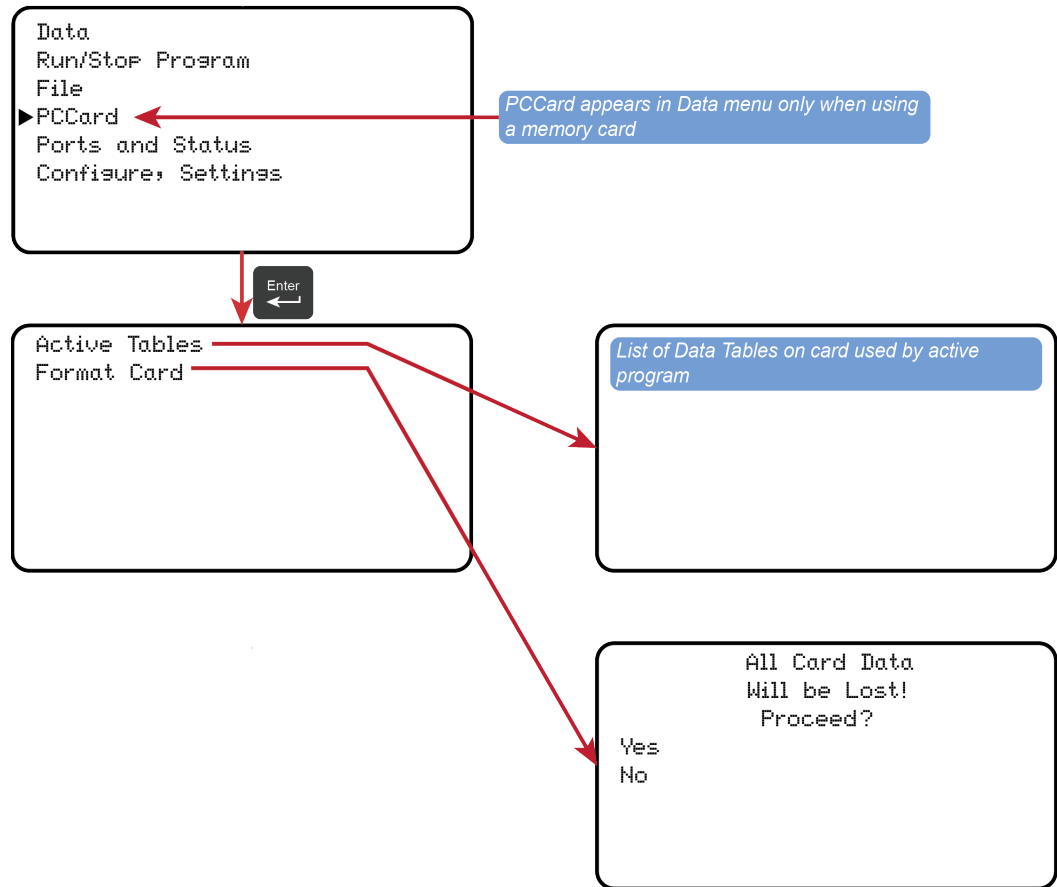 Data
Run/Stop Program
File
PCCard
PCCard appears in Data menu only when using
a memory card
Ports and Status
Configure, Settings
Enter
Active Tables
Format Card
List of Data Tables on card used by active
program
All Card Data
Will be Lost!
Proceed?
Yes
No